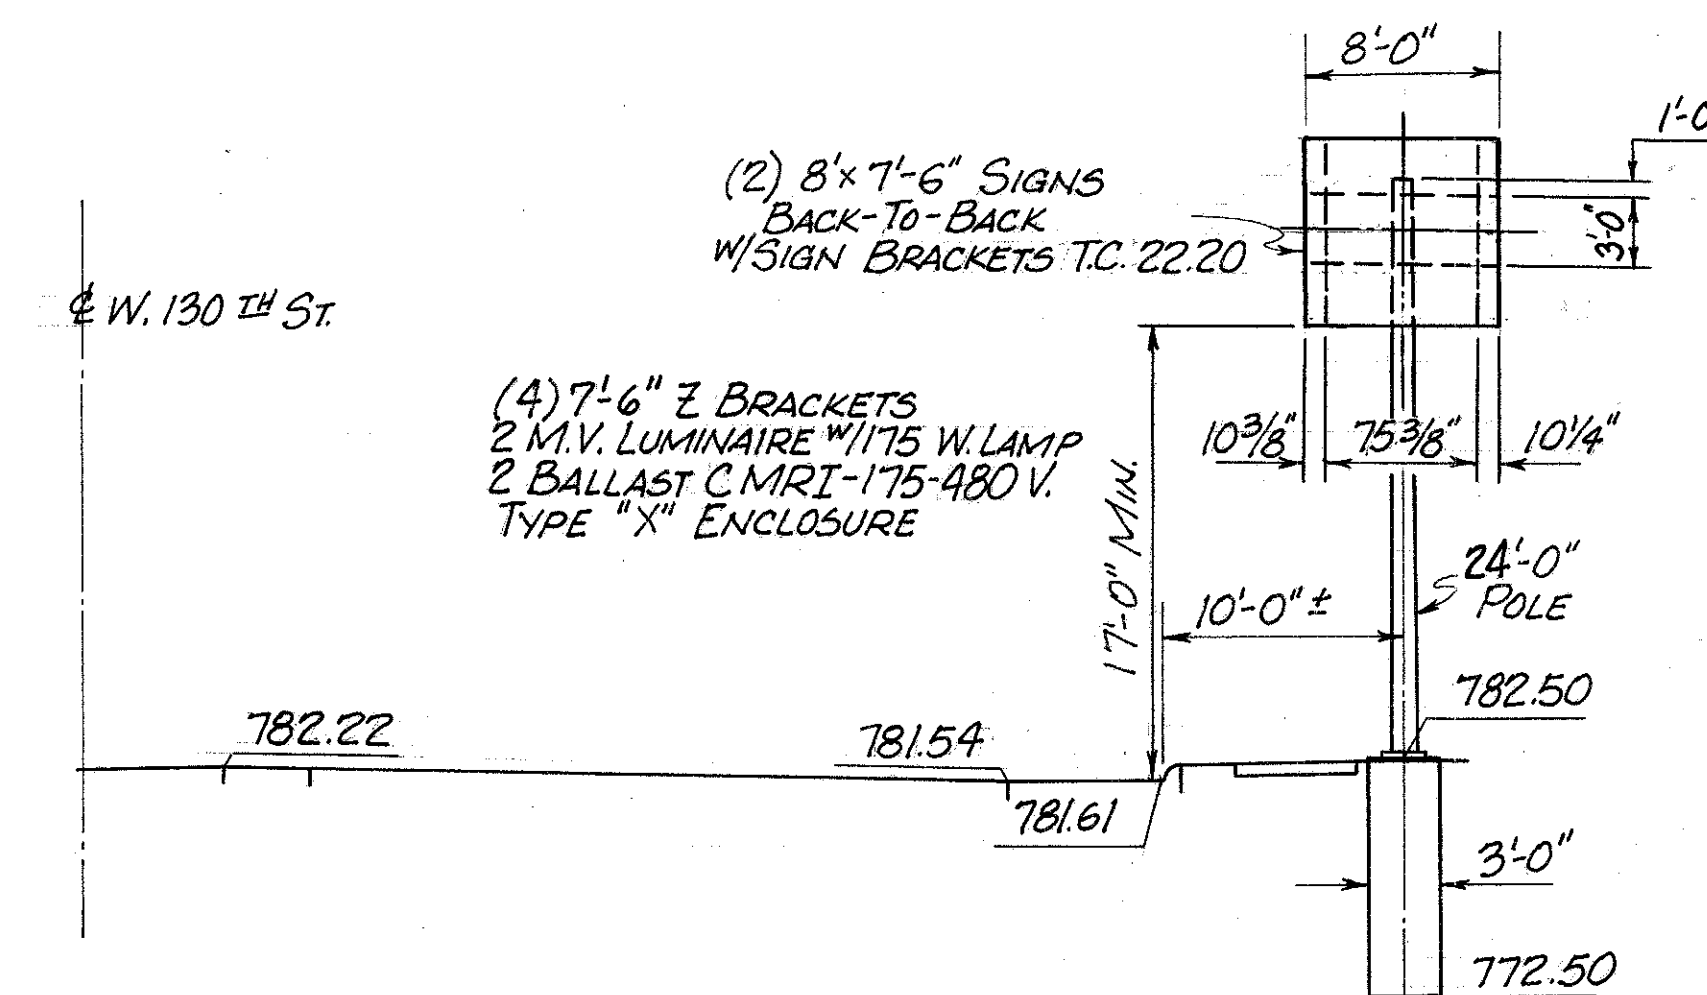 8'-0"
1'-0
(2) 8'x 7'-6" SIGNS
BACK-TO-BACK
W/SIGN BRACKETS T.C. 22.20
3'-0"
℄ W. 130 TH ST.
(4) 7'-6" Z BRACKETS
2 M.V. LUMINAIRE W/175 W. LAMP
2 BALLAST CMRI-175-480 V.
TYPE "X" ENCLOSURE
10 3/8"
75 3/8"
10 1/4"
17'-0" MIN.
24'-0"
POLE
10'-0" ±
782.50
782.22
781.54
781.61
3'-0"
772.50